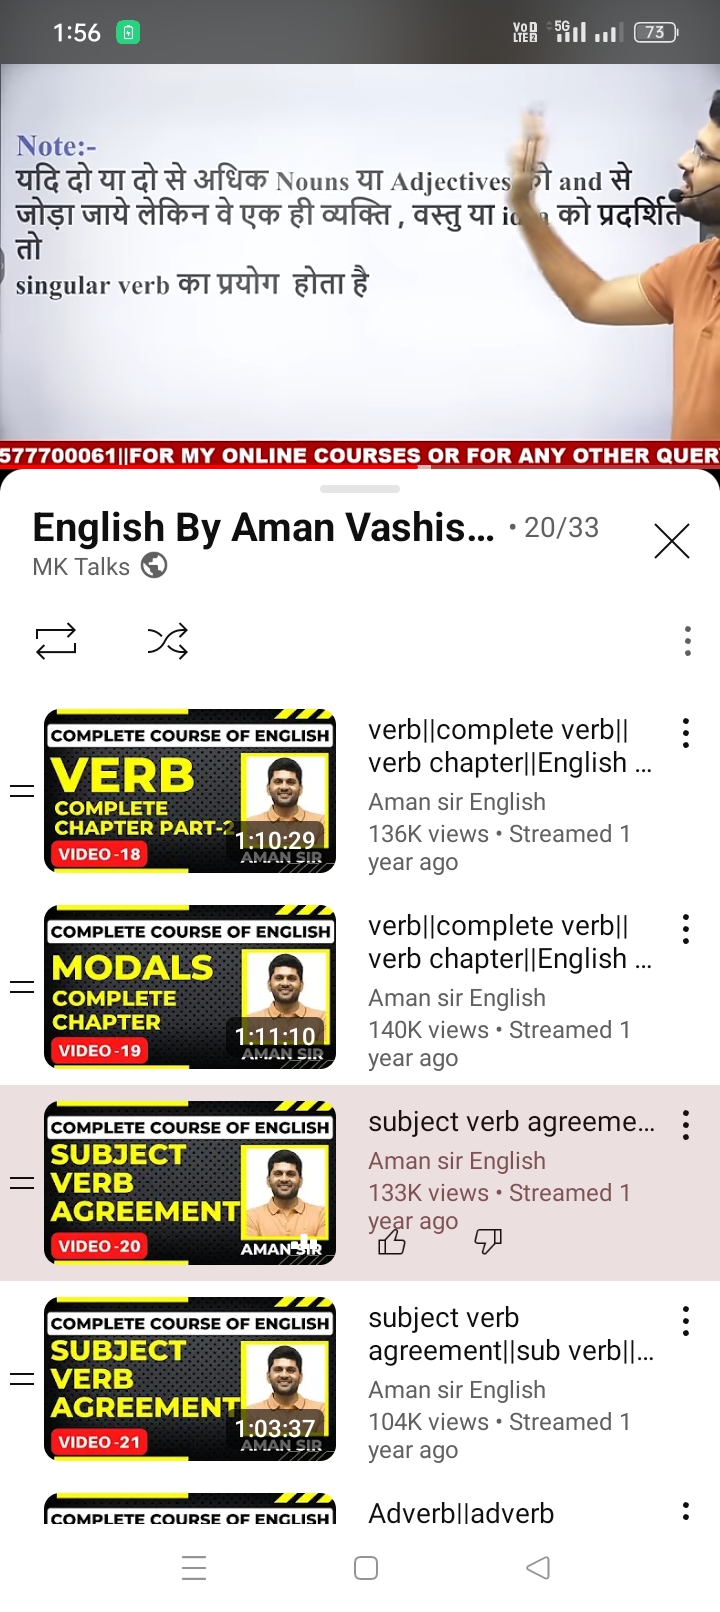 1:56
VoD LTE2 5G 73
Note:-
यदि दो या दो से अधिक Nouns या Adjectives को and से
जोड़ा जाये लेकिन वे एक ही व्यक्ति , वस्तु या को प्रदर्शित
तो
singular verb का प्रयोग होता है
577700061||FOR MY ONLINE COURSES OR FOR ANY OTHER QUER
English By Aman Vashis... • 20/33
MK Talks
COMPLETE COURSE OF ENGLISH
VERB
COMPLETE
CHAPTER PART-2
VIDEO -18
1:10:29
AMAN SIR
verb||complete verb||
verb chapter||English ...
Aman sir English
136K views • Streamed 1
year ago
COMPLETE COURSE OF ENGLISH
MODALS
COMPLETE
CHAPTER
VIDEO -19
1:11:10
AMAN SIR
verb||complete verb||
verb chapter||English ...
Aman sir English
140K views • Streamed 1
year ago
COMPLETE COURSE OF ENGLISH
SUBJECT
VERB
AGREEMENT
VIDEO -20
AMAN SIR
subject verb agreeme...
Aman sir English
133K views • Streamed 1
year ago
COMPLETE COURSE OF ENGLISH
SUBJECT
VERB
AGREEMENT
VIDEO -21
1:03:37
AMAN SIR
subject verb
agreement||sub verb||...
Aman sir English
104K views • Streamed 1
year ago
COMPLETE COURSE OF ENGLISH
Adverb||adverb